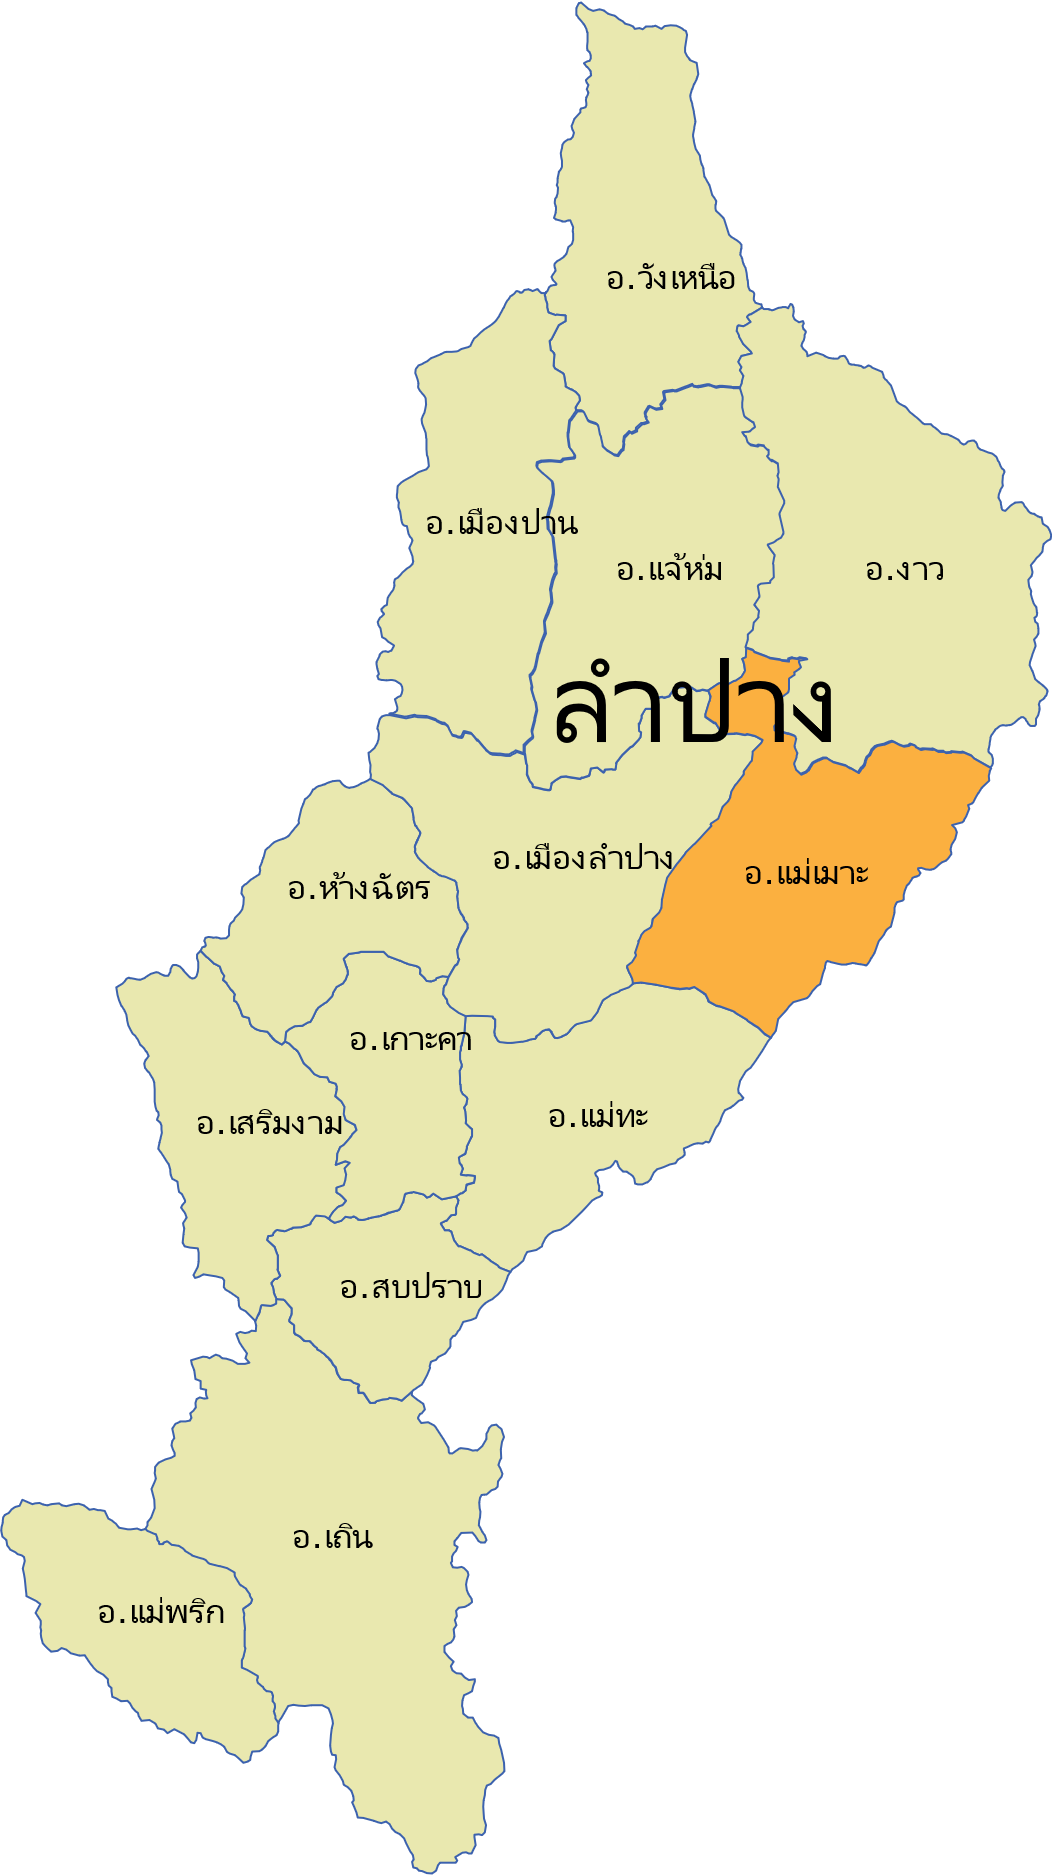 อ.วังเหนือ
อ.เมืองปาน
อ.แจ้ห่ม
อ.งาว
ลำปาง
อ.เมืองลำปาง
อ.แม่เมาะ
อ.ห้างฉัตร
อ.เกาะคา
อ.แม่ทะ
อ.เสริมงาม
อ.สบปราบ
อ.เถิน
อ.แม่พริก